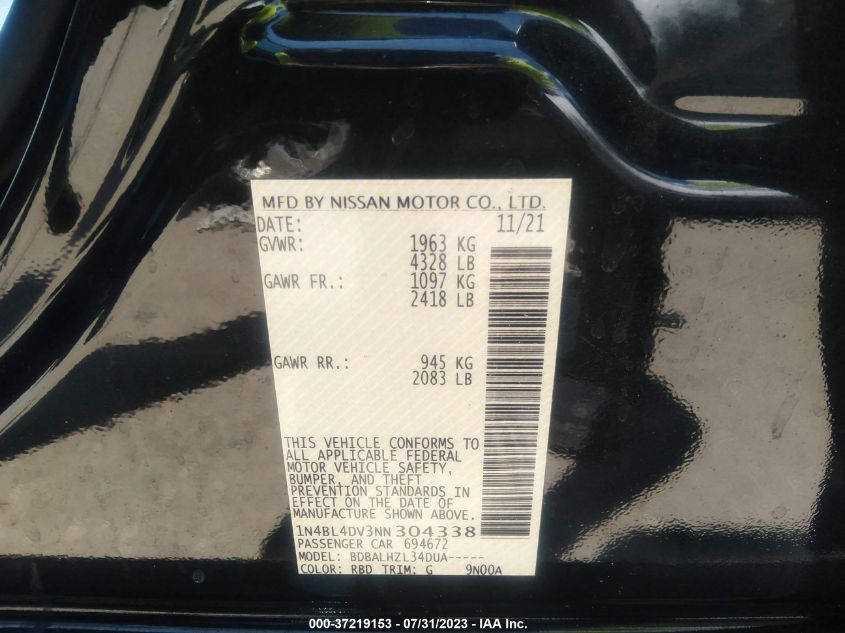 MFD BY NISSAN MOTOR CO., LTD.
DATE: 11/21
GVWR: 1963 KG
4328 LB
GAWR FR.: 1097 KG
2418 LB
GAWR RR.: 945 KG
2083 LB
THIS VEHICLE CONFORMS TO
ALL APPLICABLE FEDERAL
MOTOR VEHICLE SAFETY,
BUMPER, AND THEFT
PREVENTION STANDARDS IN
EFFECT ON THE DATE OF
MANUFACTURE SHOWN ABOVE.
1N4BL4DV3NN304338
PASSENGER CAR 694672
MODEL: BDBALHZL34DUA-----
COLOR: RBD TRIM: G 9N00A
000-37219153 - 07/31/2023 - IAA Inc.